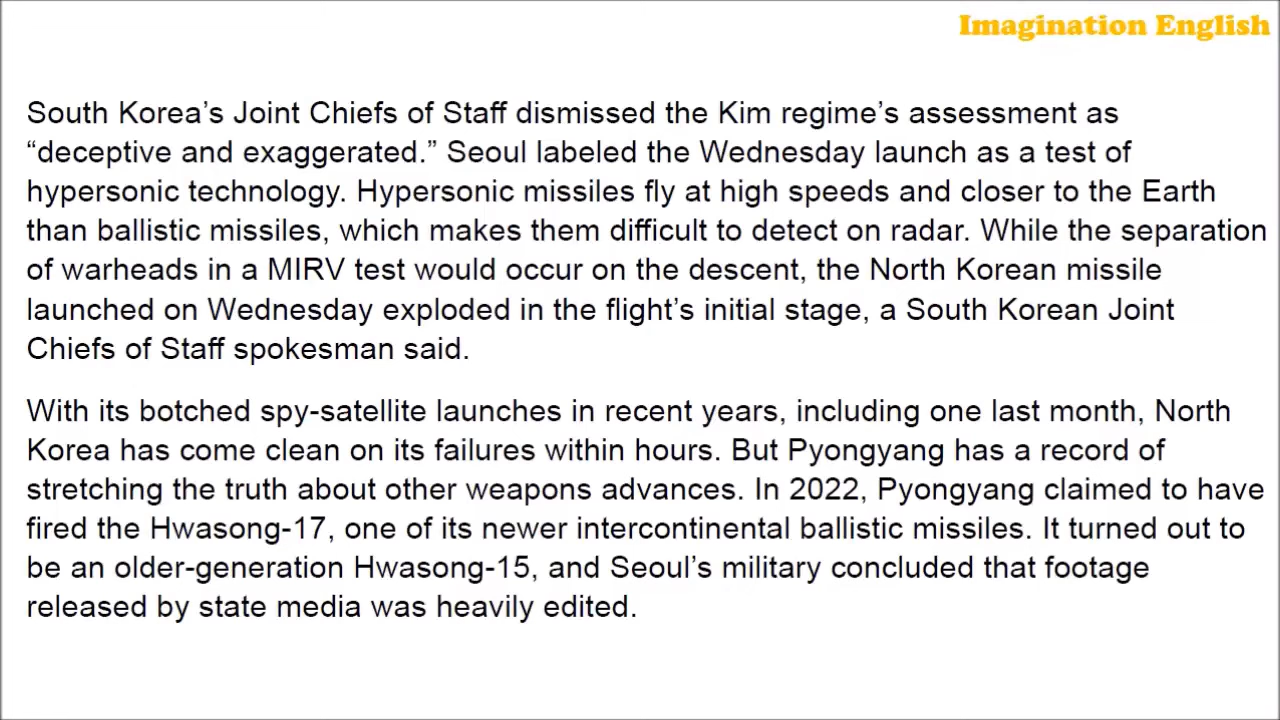 Imagination English
South Korea’s Joint Chiefs of Staff dismissed the Kim regime’s assessment as
“deceptive and exaggerated.” Seoul labeled the Wednesday launch as a test of
hypersonic technology. Hypersonic missiles fly at high speeds and closer to the Earth
than ballistic missiles, which makes them difficult to detect on radar. While the separation
of warheads in a MIRV test would occur on the descent, the North Korean missile
launched on Wednesday exploded in the flight’s initial stage, a South Korean Joint
Chiefs of Staff spokesman said.
With its botched spy-satellite launches in recent years, including one last month, North
Korea has come clean on its failures within hours. But Pyongyang has a record of
stretching the truth about other weapons advances. In 2022, Pyongyang claimed to have
fired the Hwasong-17, one of its newer intercontinental ballistic missiles. It turned out to
be an older-generation Hwasong-15, and Seoul’s military concluded that footage
released by state media was heavily edited.